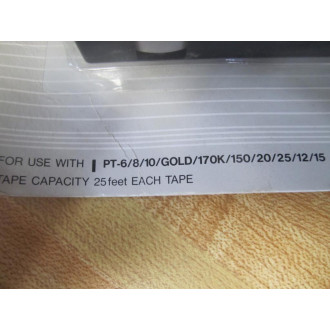 FOR USE WITH | PT-6/8/10/GOLD/170K/150/20/25/12/15
TAPE CAPACITY 25feet EACH TAPE